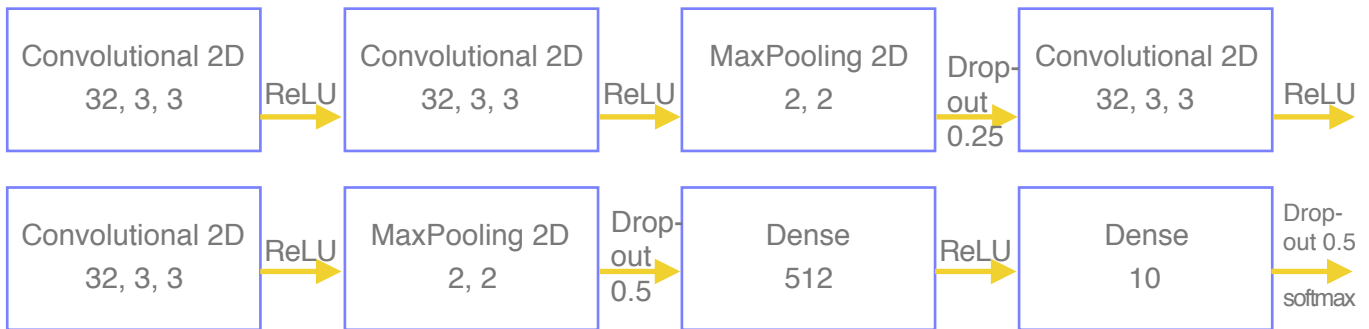 Convolutional 2D
32, 3, 3
ReLU
Convolutional 2D
32, 3, 3
ReLU
MaxPooling 2D
2, 2
Drop-
out
0.25
Convolutional 2D
32, 3, 3
ReLU
Convolutional 2D
32, 3, 3
ReLU
MaxPooling 2D
2, 2
Drop-
out
0.5
Dense
512
ReLU
Dense
10
Drop-
out 0.5
softmax